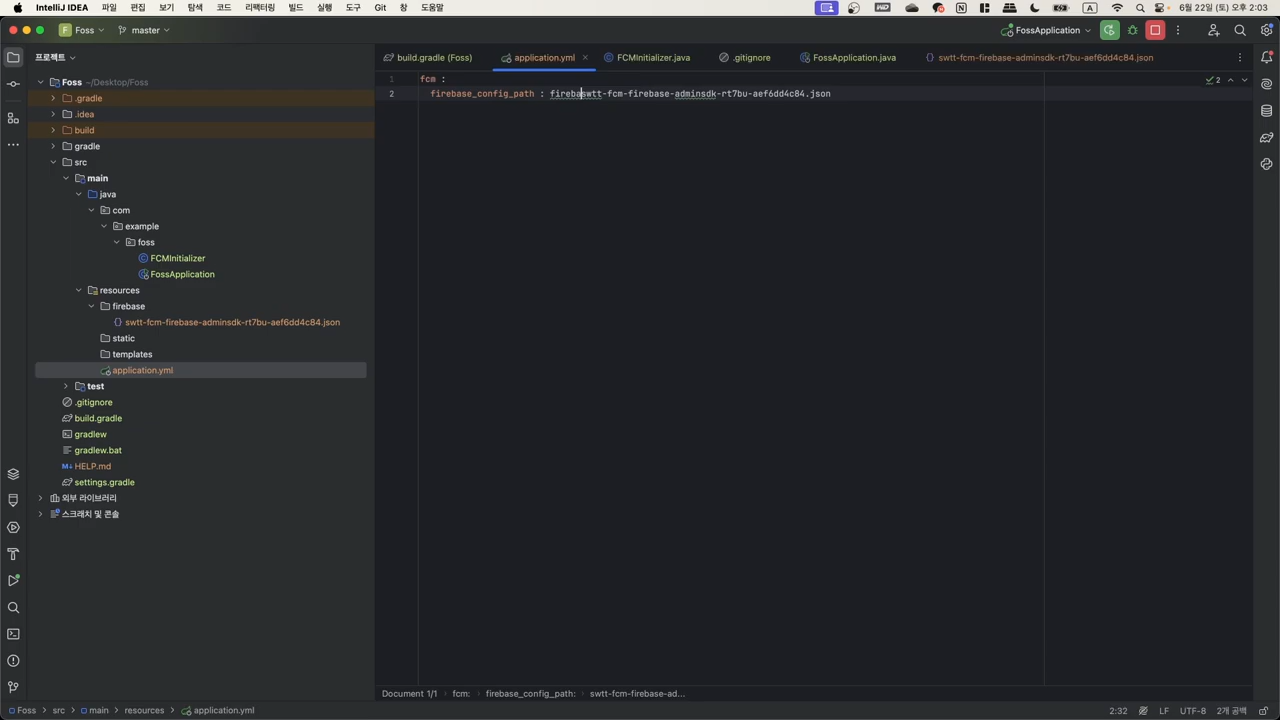 IntelliJ IDEA 파일 편집 보기 탐색 코드 리팩터링 빌드 실행 도구 Git 창 도움말 A 6월 22일 (토) 오후 2:03
F Foss master FossApplication
프로젝트
build.gradle (Foss) application.yml FCMInitializer.java .gitignore FossApplication.java swtt-fcm-firebase-adminsdk-rt7bu-aef6dd4c84.json
Foss ~/Desktop/Foss
.gradle
.idea
build
gradle
src
main
java
com
example
foss
FCMInitializer
FossApplication
resources
firebase
swtt-fcm-firebase-adminsdk-rt7bu-aef6dd4c84.json
static
templates
application.yml
test
.gitignore
build.gradle
gradlew
gradlew.bat
HELP.md
settings.gradle
외부 라이브러리
스크래치 및 콘솔
1 fcm :
2 firebase_config_path : firebaswtt-fcm-firebase-adminsdk-rt7bu-aef6dd4c84.json
2
Document 1/1 fcm: firebase_config_path: swtt-fcm-firebase-ad...
Foss src main resources application.yml 2:32 LF UTF-8 2개 공백